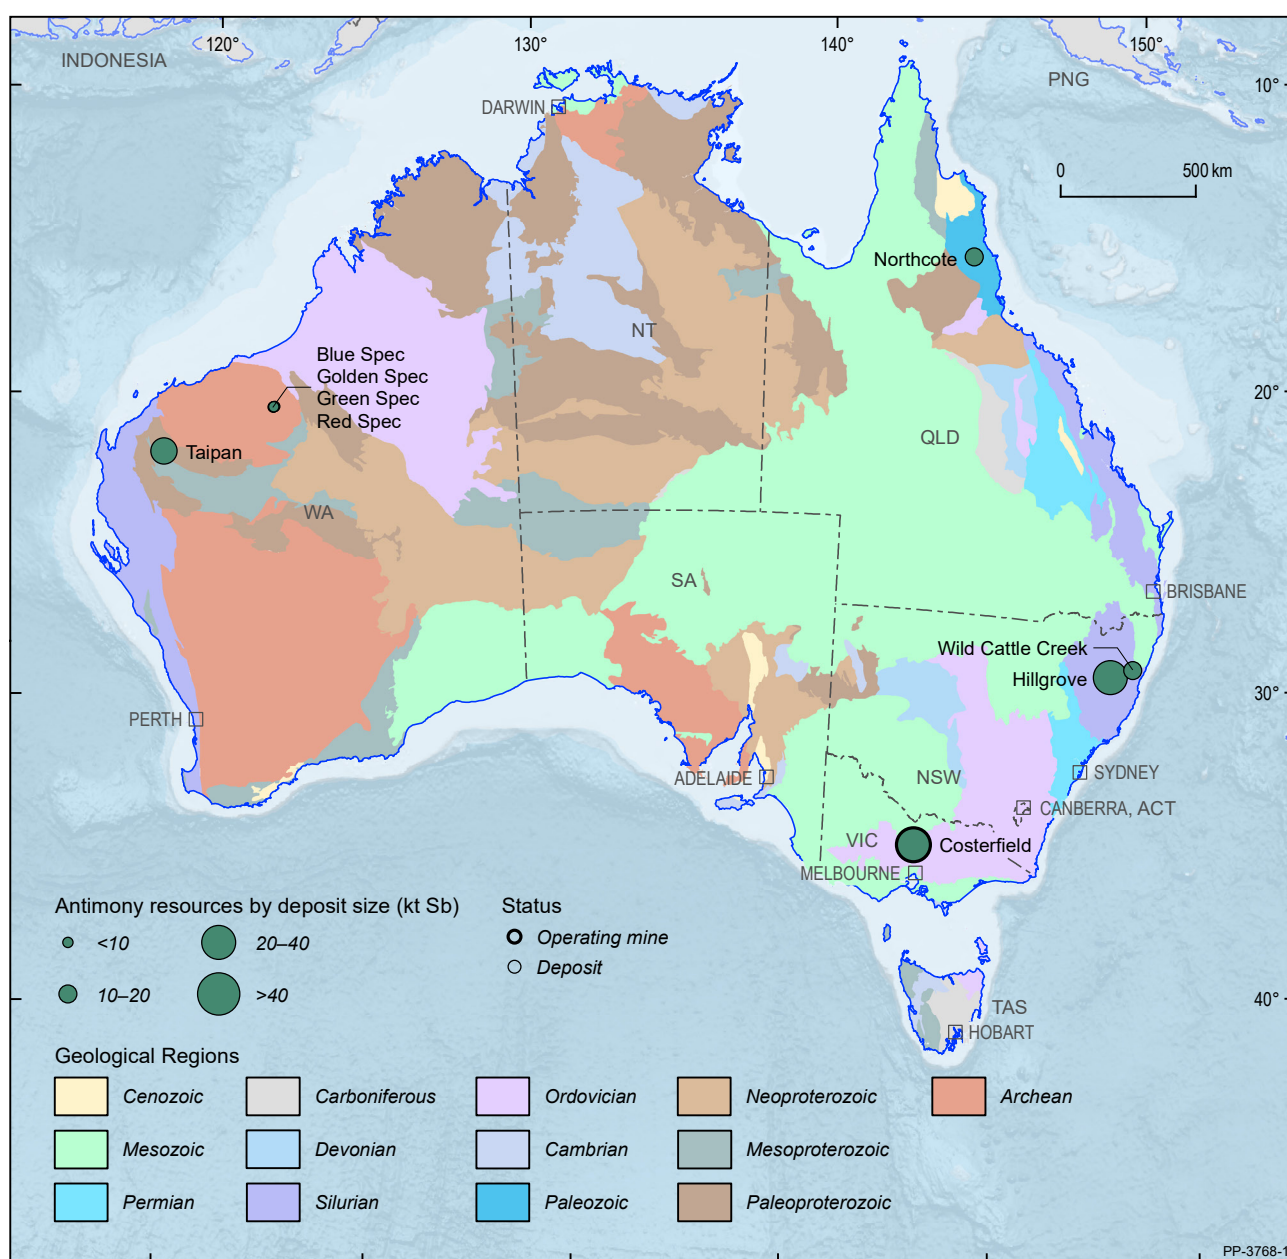 120°
130°
140°
150°
INDONESIA
PNG
10°
DARWIN
0
500 km
Northcote
NT
Blue Spec
Golden Spec
Green Spec
Red Spec
20°
Taipan
QLD
WA
SA
BRISBANE
Wild Cattle Creek
Hillgrove
30°
PERTH
ADELAIDE
NSW
SYDNEY
CANBERRA, ACT
VIC
Costerfield
MELBOURNE
Antimony resources by deposit size (kt Sb)
<10
20–40
10–20
>40
Status
Operating mine
Deposit
40°
TAS
HOBART
Geological Regions
Cenozoic
Carboniferous
Ordovician
Neoproterozoic
Archean
Mesozoic
Devonian
Cambrian
Mesoproterozoic
Permian
Silurian
Paleozoic
Paleoproterozoic